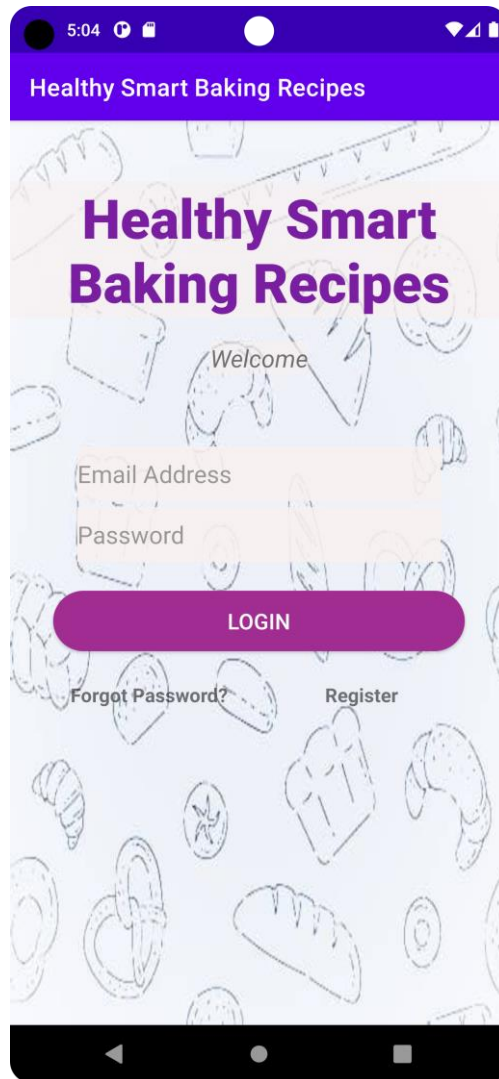 5:04
Healthy Smart Baking Recipes
Healthy Smart
Baking Recipes
Welcome
Email Address
Password
LOGIN
Forgot Password? Register